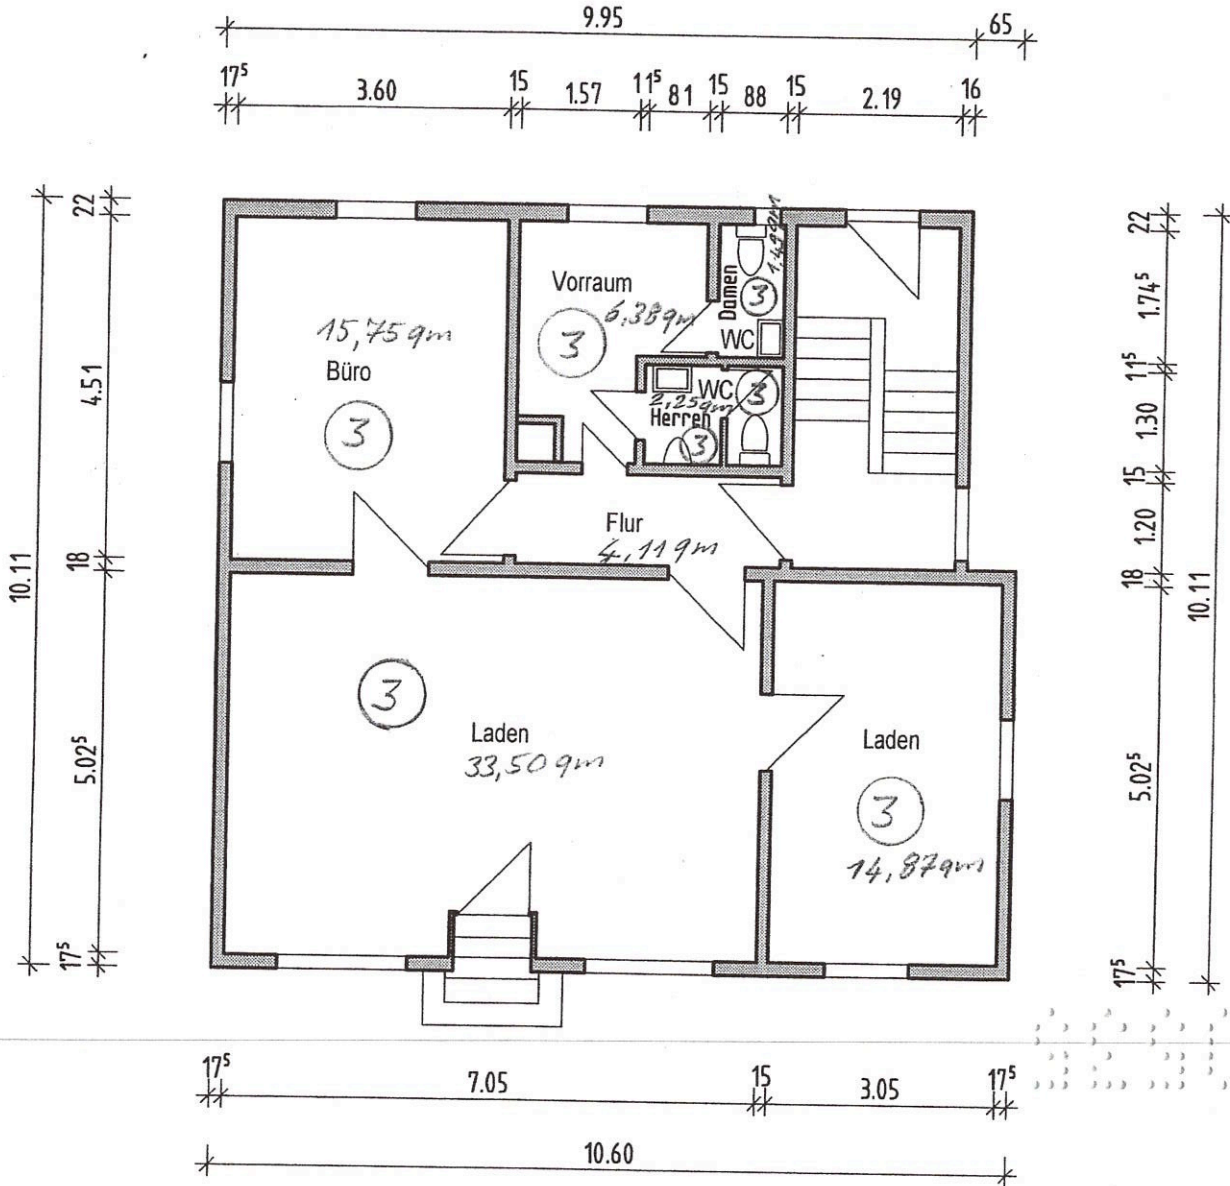 9.95
65
17⁵
3.60
15
1.57
11⁵
81
15
88
15
2.19
16
10.11
22
4.51
18
5.02⁵
17⁵
15,75 qm
Büro
3
Vorraum
6,38 qm
3
Damen
1,49 qm
3
WC
WC
3
2,25 qm
Herren
3
Flur
4,11 qm
3
Laden
33,50 qm
Laden
3
14,87 qm
22
1.74⁵
11⁵
1.30
15
1.20
18
5.02⁵
17⁵
10.11
17⁵
7.05
15
3.05
17⁵
10.60